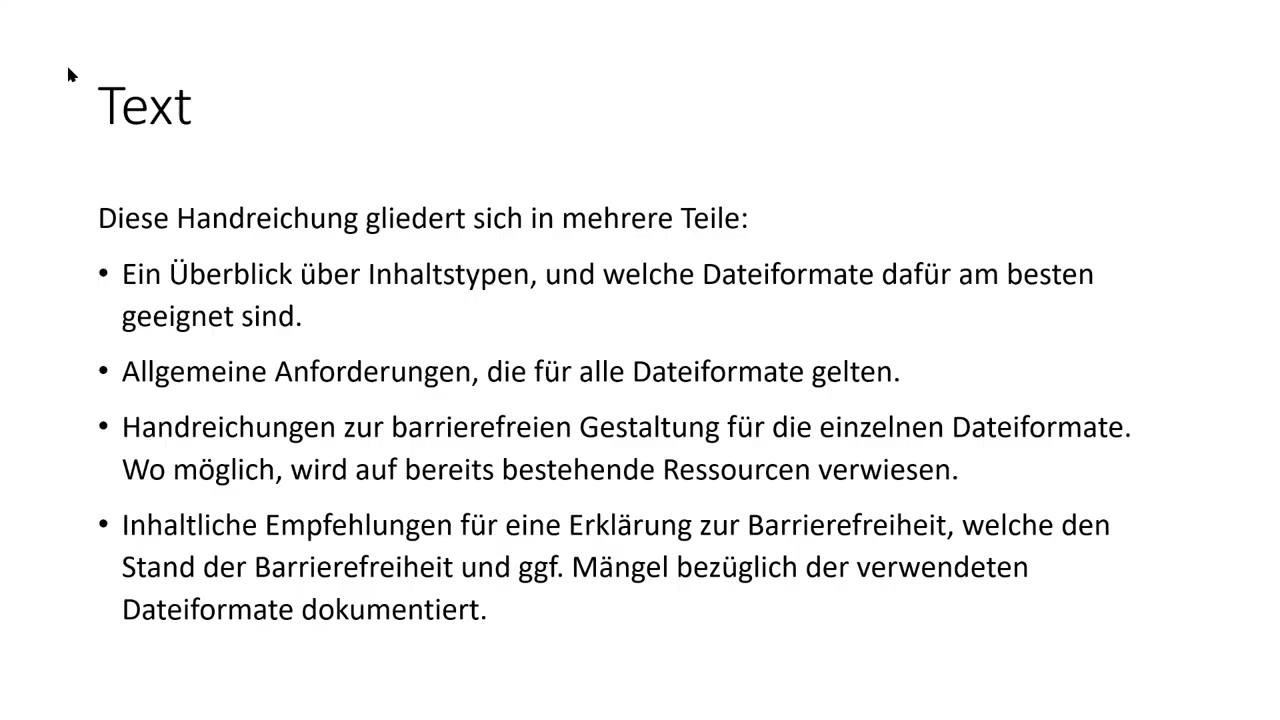 Text
Diese Handreichung gliedert sich in mehrere Teile:
• Ein Überblick über Inhaltstypen, und welche Dateiformate dafür am besten
geeignet sind.
• Allgemeine Anforderungen, die für alle Dateiformate gelten.
• Handreichungen zur barrierefreien Gestaltung für die einzelnen Dateiformate.
Wo möglich, wird auf bereits bestehende Ressourcen verwiesen.
• Inhaltliche Empfehlungen für eine Erklärung zur Barrierefreiheit, welche den
Stand der Barrierefreiheit und ggf. Mängel bezüglich der verwendeten
Dateiformate dokumentiert.